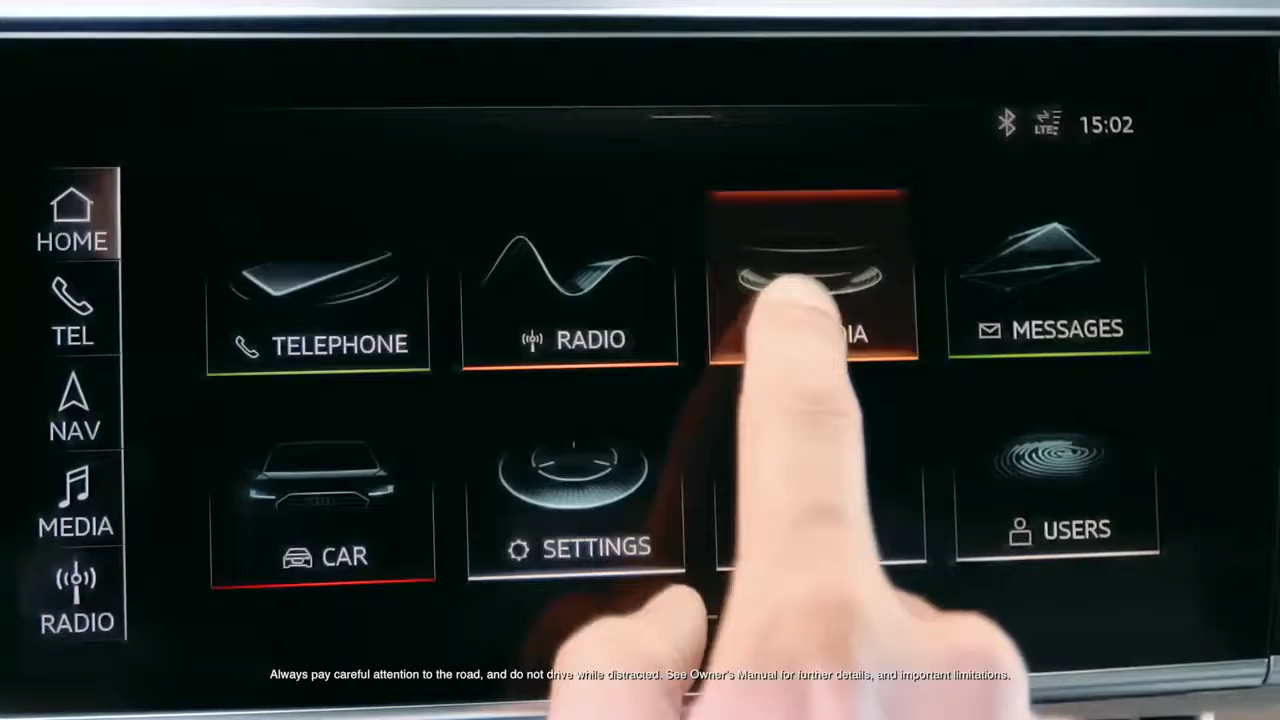 LTE 15:02
HOME
TEL
NAV
MEDIA
RADIO
TELEPHONE
RADIO
MESSAGES
CAR
SETTINGS
USERS
Always pay careful attention to the road, and do not drive while distracted. See Owner's Manual for further details, and important limitations.